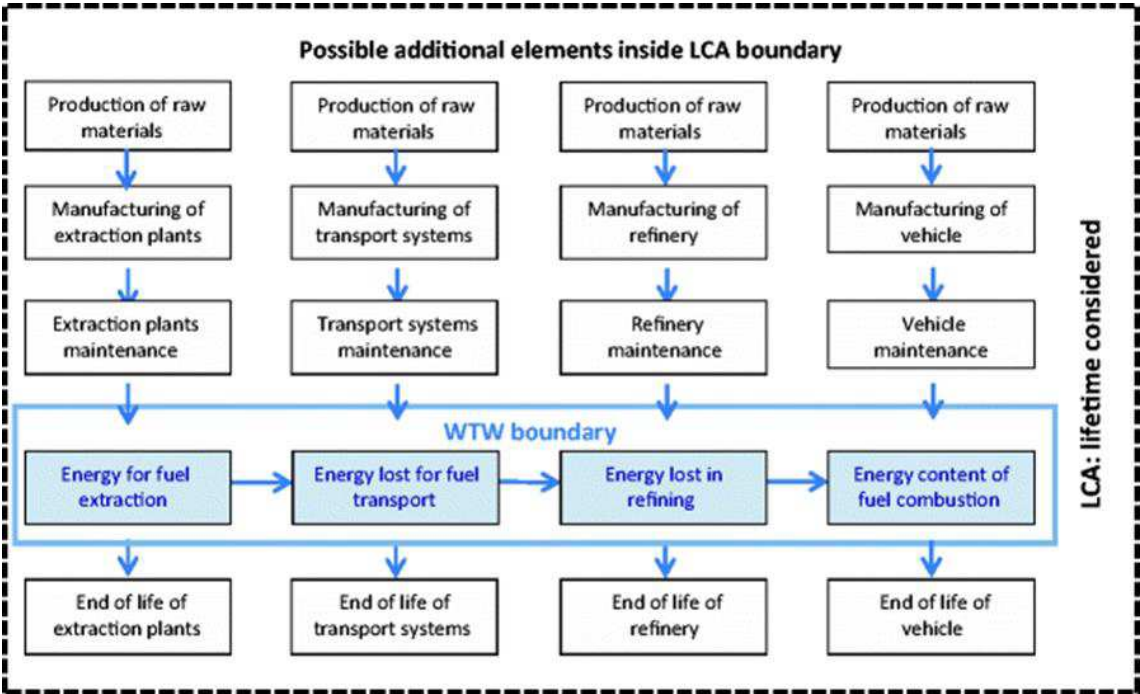 Possible additional elements inside LCA boundary
Production of raw
materials
Production of raw
materials
Production of raw
materials
Production of raw
materials
Manufacturing of
extraction plants
Manufacturing of
transport systems
Manufacturing of
refinery
Manufacturing of
vehicle
Extraction plants
maintenance
Transport systems
maintenance
Refinery
maintenance
Vehicle
maintenance
WTW boundary
Energy for fuel
extraction
Energy lost for fuel
transport
Energy lost in
refining
Energy content of
fuel combustion
End of life of
extraction plants
End of life of
transport systems
End of life of
refinery
End of life of
vehicle
LCA: lifetime considered